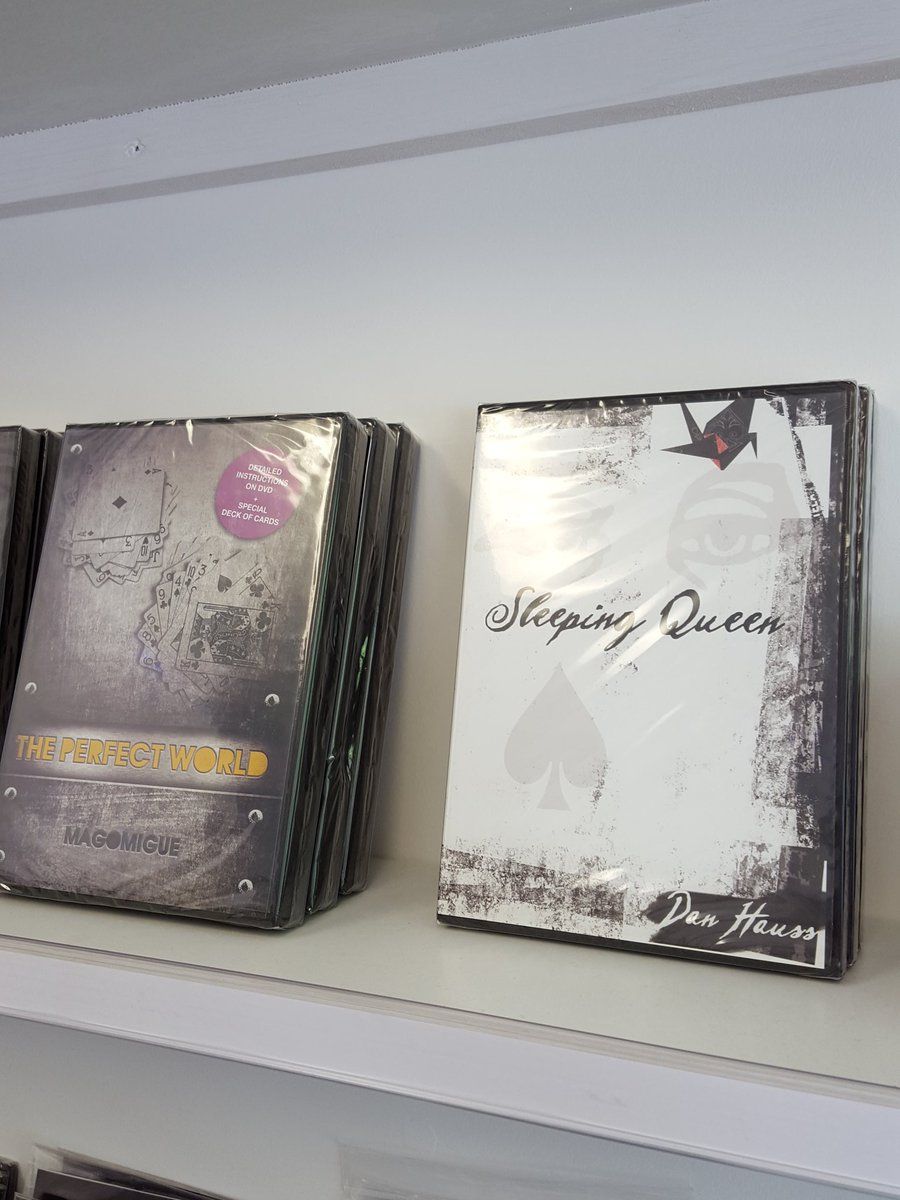 DETAILED
INSTRUCTIONS
ON DVD
+
SPECIAL
DECK OF CARDS
THE PERFECT WORLD
MAGOMIGUE
Sleeping Queen
Dan Hauss